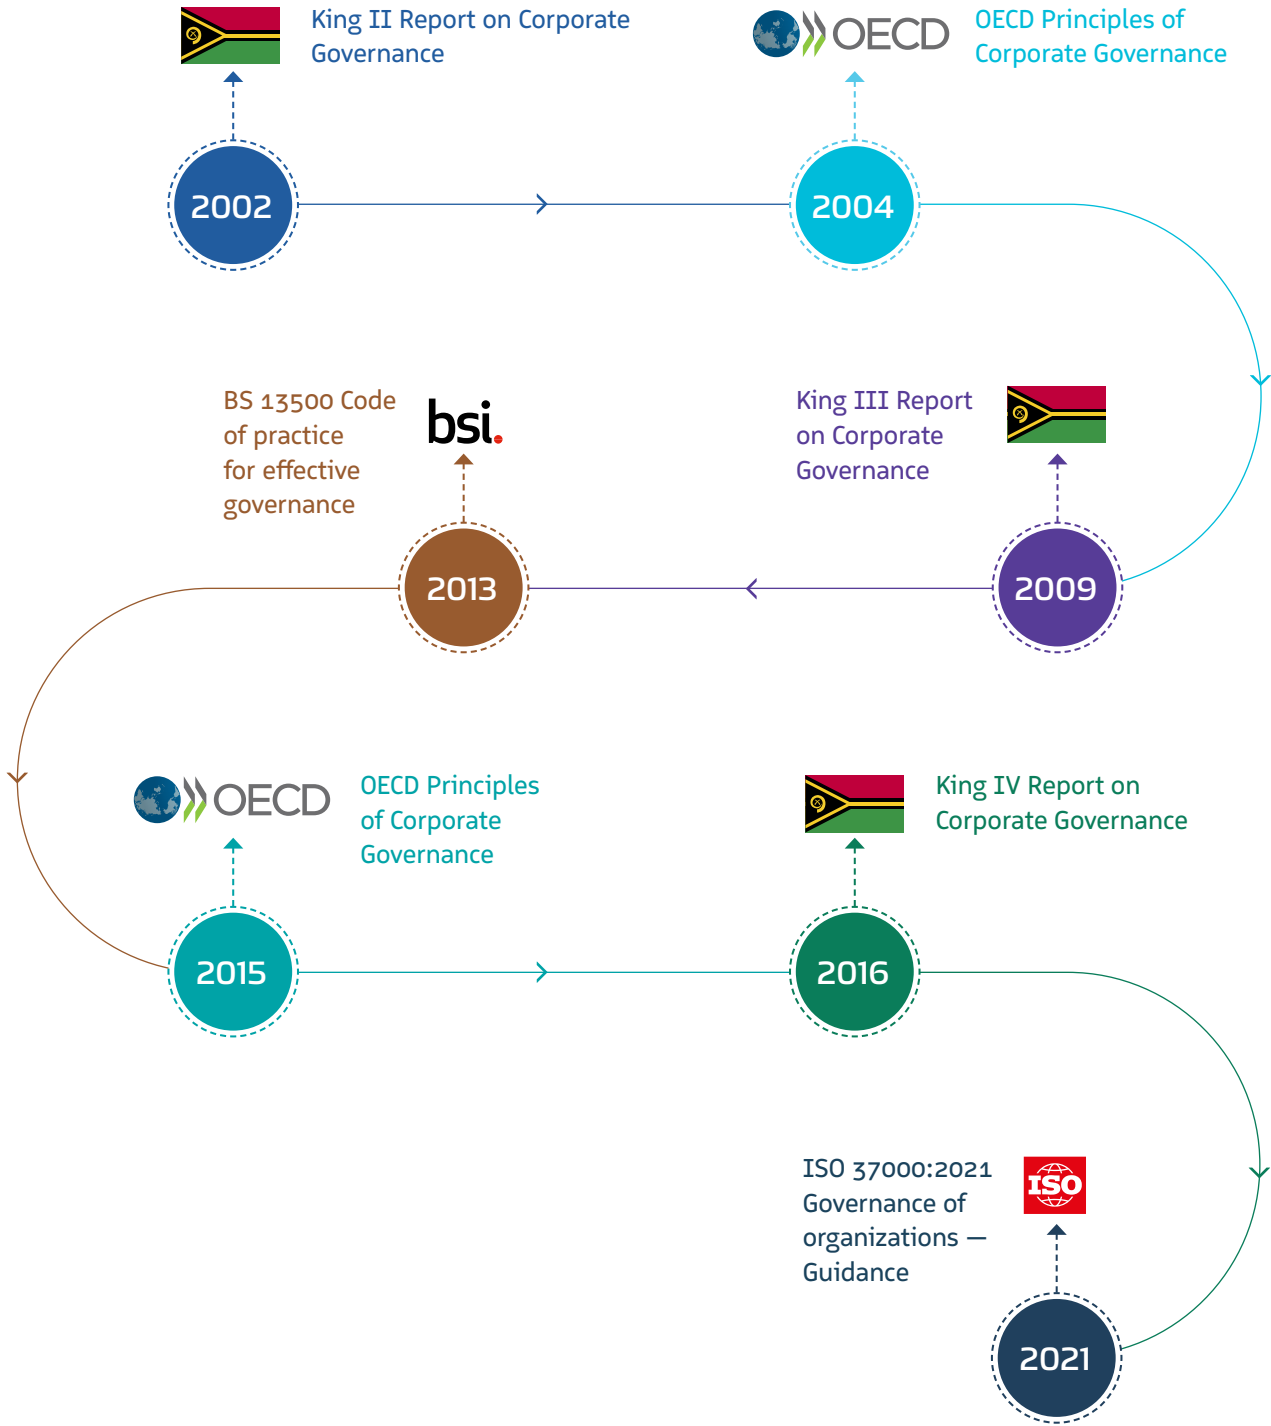 King II Report on Corporate
Governance
OECD
OECD Principles of
Corporate Governance
2002
2004
BS 13500 Code
of practice
for effective
governance
bsi.
King III Report
on Corporate
Governance
2013
2009
OECD
OECD Principles
of Corporate
Governance
King IV Report on
Corporate Governance
2015
2016
ISO 37000:2021
Governance of
organizations —
Guidance
ISO
2021